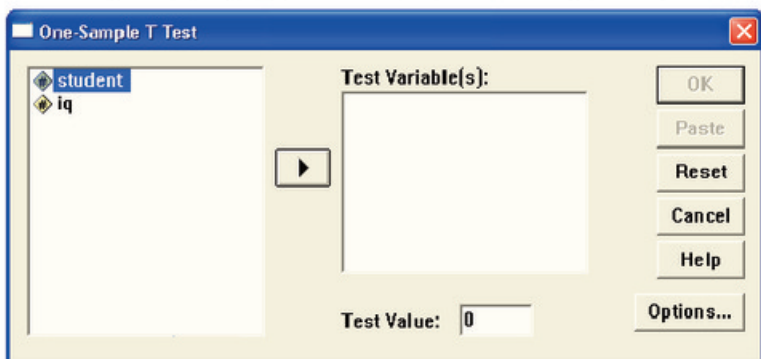 One-Sample T Test
student
iq
Test Variable(s):
OK
Paste
Reset
Cancel
Help
Test Value: 0
Options...